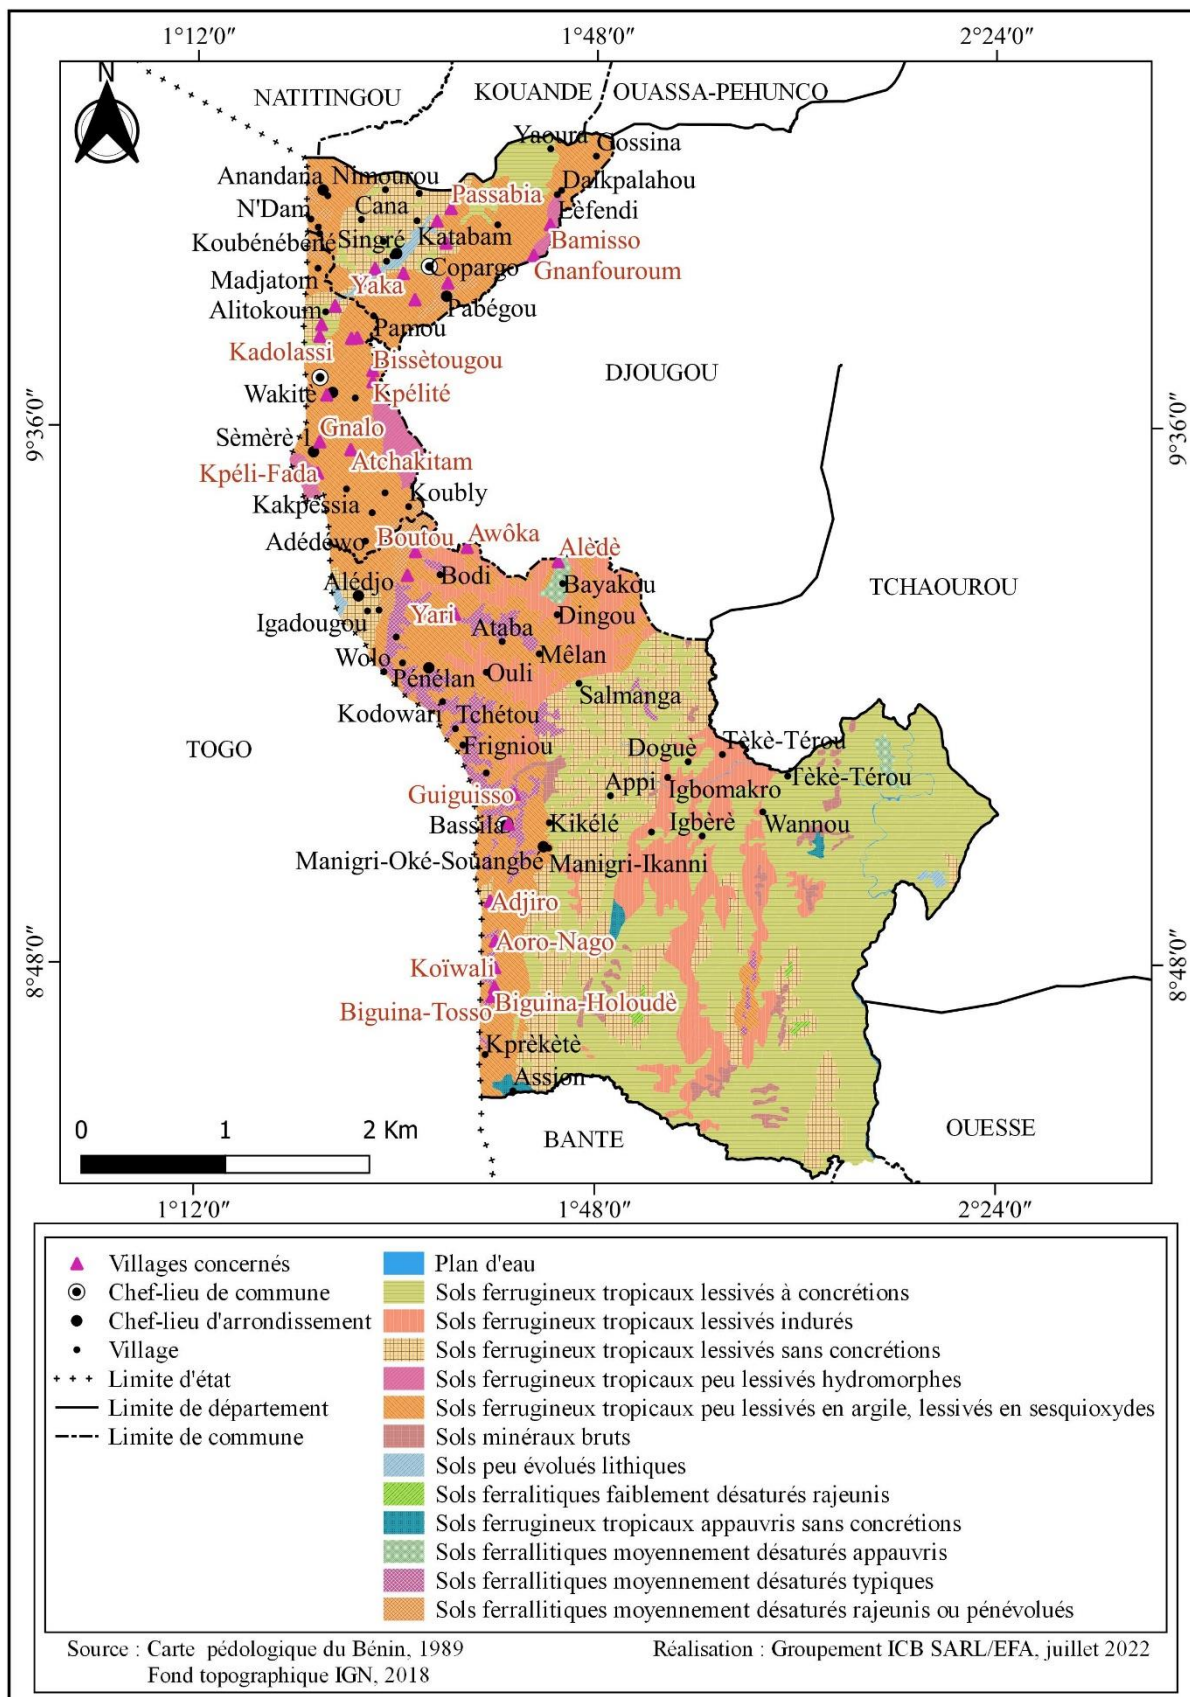 1°12′0″ 1°48′0″ 2°24′0″
N
NATITINGOU KOUANDE OUASSA-PEHUNCO
Yaoura Gossina
Anandana Nimourou Dalkpalahou
Passabia
N'Dam Cana Lèfendi
Koubénébené Singré Katabam Bamisso
Copargo Gnanfouroum
Madjatom Yaka
Alitokoum Pabégou
Pamou
Kadolassi Bissètougou DJOUGOU
Wakitè Kpélité
9°36′0″ 9°36′0″
Gnalo
Sèmèrè 1
Kpéli-Fada Atchakitam
Kakpéssia Koubly
Adédéwo Boutou Awôka Alèdè
Alédjo Bodi Bayakou TCHAOUROU
Igadougou Yari Dingou
Ataba
Wolo Mêlan
Pénélan Ouli
Salmanga
Kodowari Tchétou
TOGO Frigniou Doguè Tèkè-Térou
Tèkè-Térou
Guiguisso Appi Igbomakro
Bassila Kikélé Igbèrè Wannou
Manigri-Oké-Souangbé Manigri-Ikanni
Adjiro
Aoro-Nago
8°48′0″ 8°48′0″
Koïwali
Biguina-Tosso Biguina-Holoudè
Kprèkètè
Assion
0 1 2 Km
BANTE OUESSE
1°12′0″ 1°48′0″ 2°24′0″
Villages concernés
Chef-lieu de commune
Chef-lieu d'arrondissement
Village
Limite d'état
Limite de département
Limite de commune
Plan d'eau
Sols ferrugineux tropicaux lessivés à concrétions
Sols ferrugineux tropicaux lessivés indurés
Sols ferrugineux tropicaux lessivés sans concrétions
Sols ferrugineux tropicaux peu lessivés hydromorphes
Sols ferrugineux tropicaux peu lessivés en argile, lessivés en sesquioxydes
Sols minéraux bruts
Sols peu évolués lithiques
Sols ferralitiques faiblement désaturés rajeunis
Sols ferrugineux tropicaux appauvris sans concrétions
Sols ferrallitiques moyennement désaturés appauvris
Sols ferrallitiques moyennement désaturés typiques
Sols ferrallitiques moyennement désaturés rajeunis ou pénévolués
Source : Carte pédologique du Bénin, 1989 Réalisation : Groupement ICB SARL/EFA, juillet 2022
Fond topographique IGN, 2018